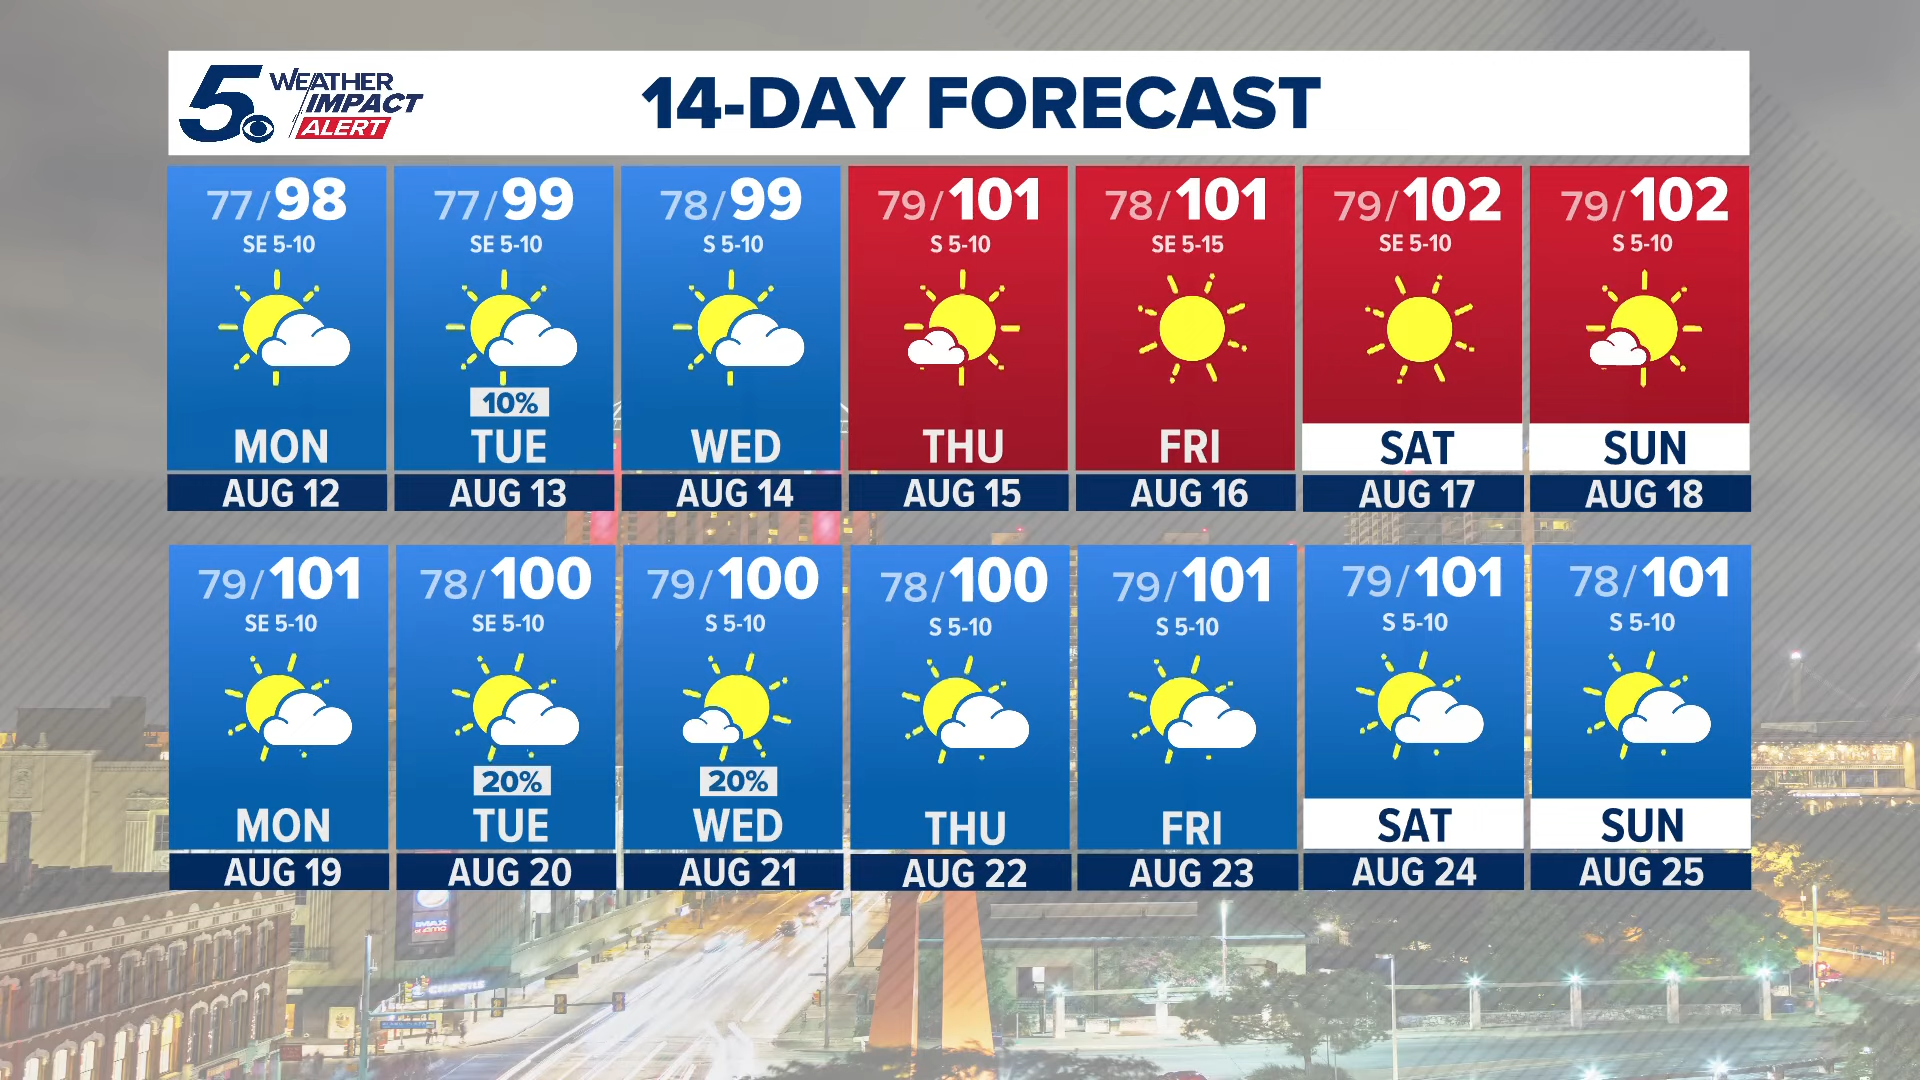 5 WEATHER
IMPACT
ALERT
14-DAY FORECAST
77/98
SE 5-10
MON
AUG 12
77/99
SE 5-10
10%
TUE
AUG 13
78/99
S 5-10
WED
AUG 14
79/101
S 5-10
THU
AUG 15
78/101
SE 5-15
FRI
AUG 16
79/102
SE 5-10
SAT
AUG 17
79/102
S 5-10
SUN
AUG 18
79/101
SE 5-10
MON
AUG 19
78/100
SE 5-10
20%
TUE
AUG 20
79/100
S 5-10
20%
WED
AUG 21
78/100
S 5-10
THU
AUG 22
79/101
S 5-10
FRI
AUG 23
79/101
S 5-10
SAT
AUG 24
78/101
S 5-10
SUN
AUG 25
IMAX
CHIPOTLE